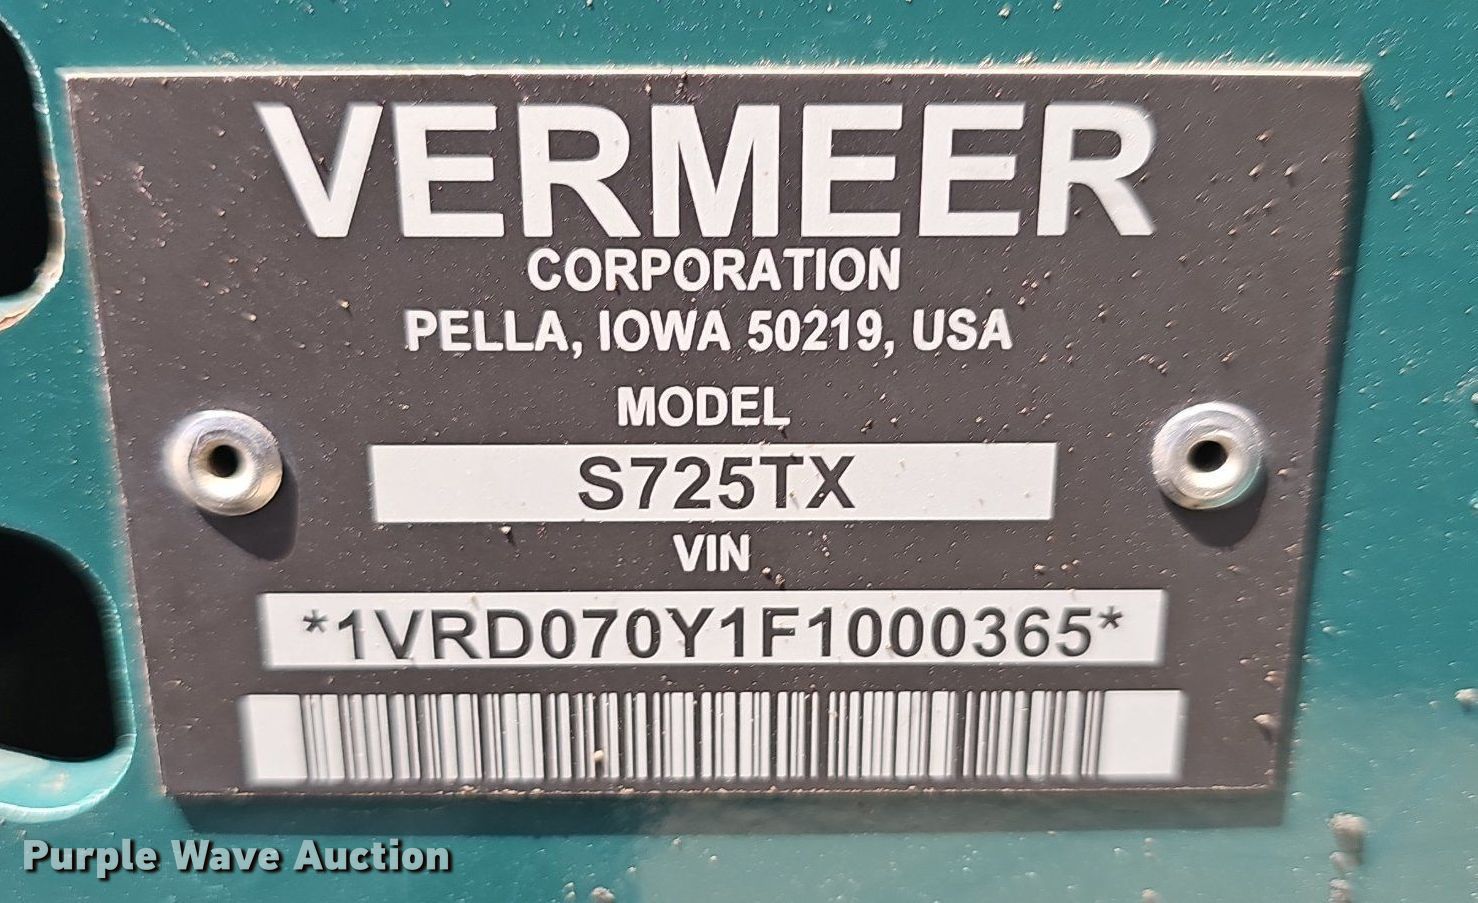 VERMEER
CORPORATION
PELLA, IOWA 50219, USA
MODEL
S725TX
VIN
*1VRD070Y1F1000365*
Purple Wave Auction